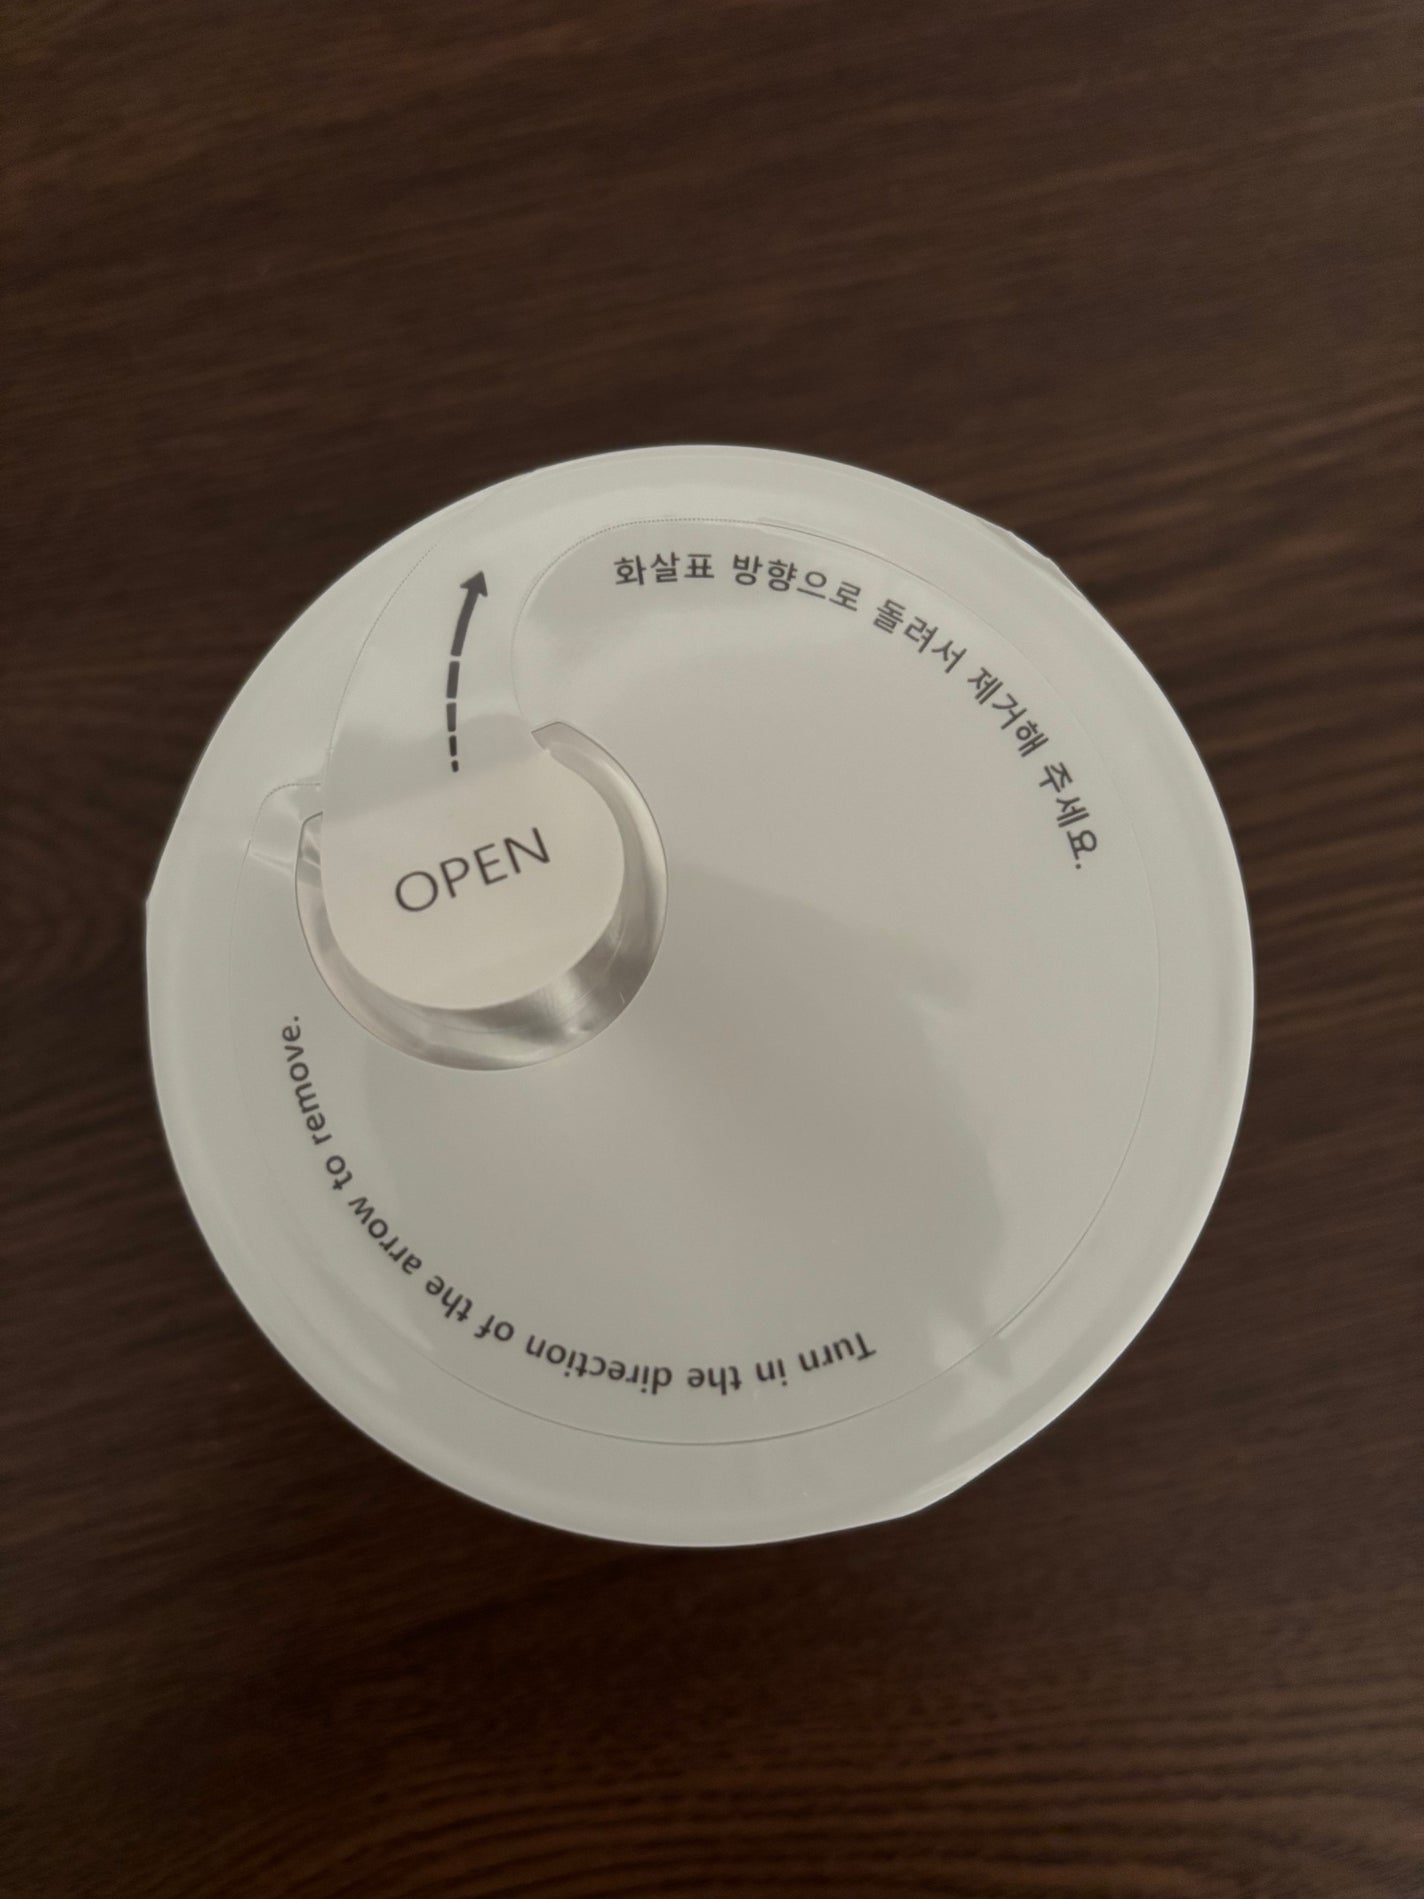 화살표 방향으로 돌려서 제거해 주세요.
OPEN
Turn in the direction of the arrow to remove.